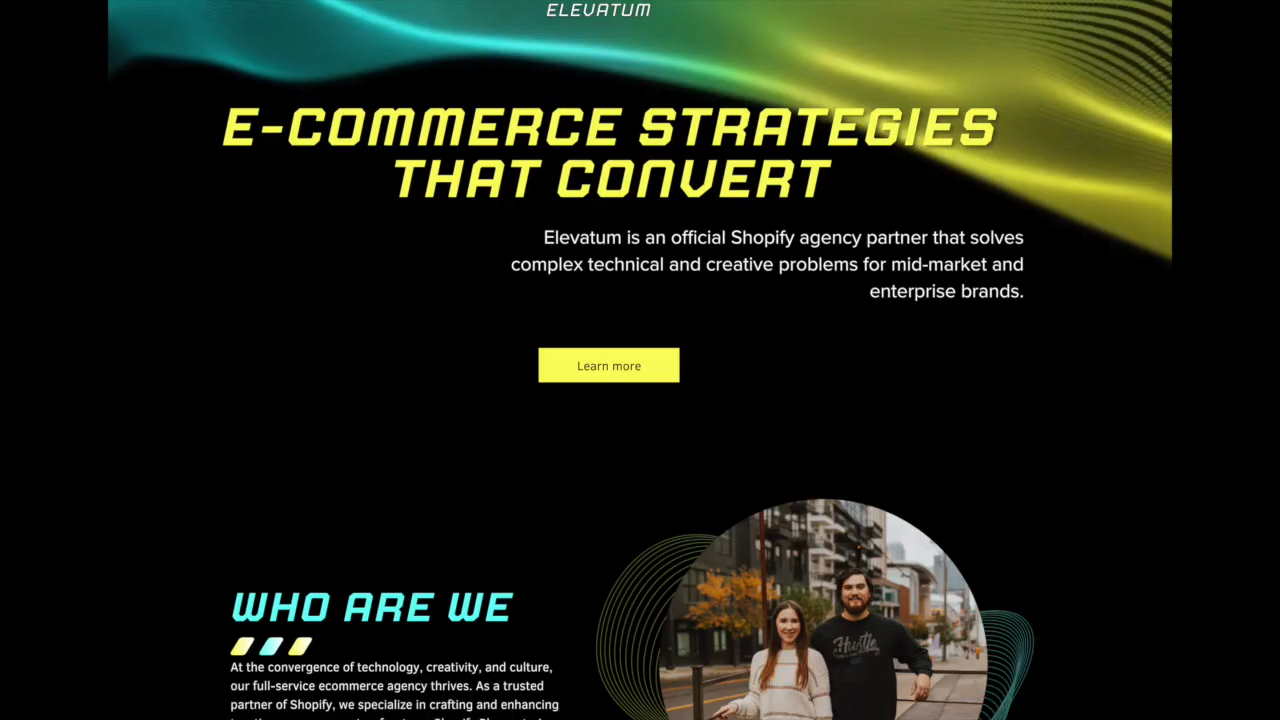 ELEVATUM
E-COMMERCE STRATEGIES
THAT CONVERT
Elevatum is an official Shopify agency partner that solves
complex technical and creative problems for mid-market and
enterprise brands.
Learn more
WHO ARE WE
At the convergence of technology, creativity, and culture,
our full-service ecommerce agency thrives. As a trusted
partner of Shopify, we specialize in crafting and enhancing
Hustle